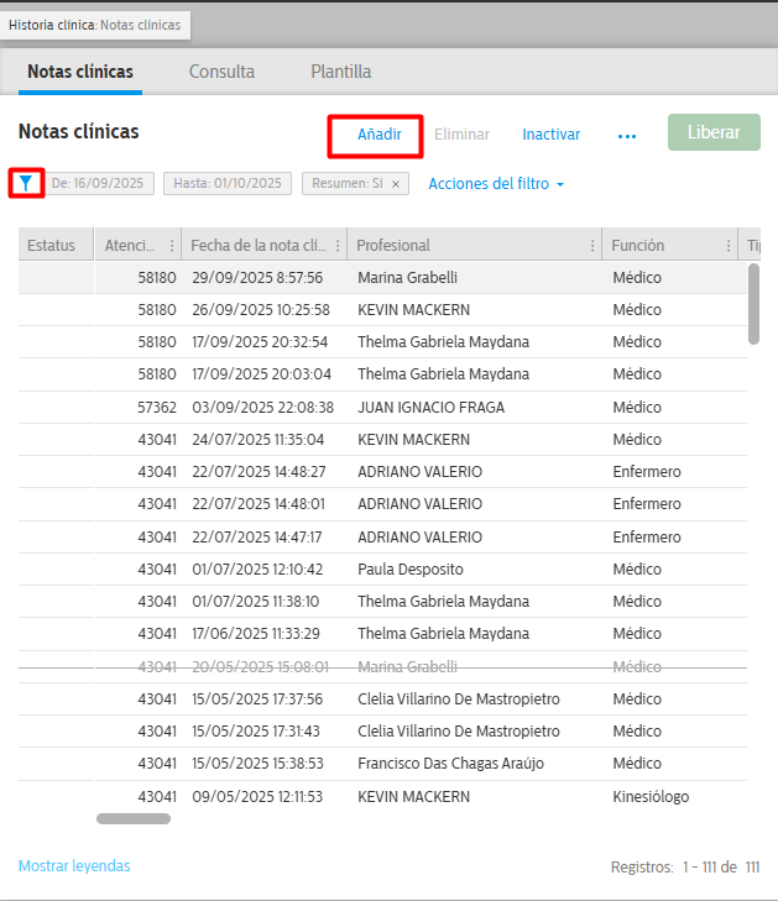 Historia clínica: Notas clínicas
Notas clínicas Consulta Plantilla
Notas clínicas Añadir Eliminar Inactivar ... Liberar
De: 16/09/2025 Hasta: 01/10/2025 Resumen: Sí × Acciones del filtro
Estatus Atenci... Fecha de la nota clí... Profesional Función Ti
58180 29/09/2025 8:57:56 Marina Grabelli Médico
58180 26/09/2025 10:25:58 KEVIN MACKERN Médico
58180 17/09/2025 20:32:54 Thelma Gabriela Maydana Médico
58180 17/09/2025 20:03:04 Thelma Gabriela Maydana Médico
57362 03/09/2025 22:08:38 JUAN IGNACIO FRAGA Médico
43041 24/07/2025 11:35:04 KEVIN MACKERN Médico
43041 22/07/2025 14:48:27 ADRIANO VALERIO Enfermero
43041 22/07/2025 14:48:01 ADRIANO VALERIO Enfermero
43041 22/07/2025 14:47:17 ADRIANO VALERIO Enfermero
43041 01/07/2025 12:10:42 Paula Desposito Médico
43041 01/07/2025 11:38:10 Thelma Gabriela Maydana Médico
43041 17/06/2025 11:33:29 Thelma Gabriela Maydana Médico
43041 20/05/2025 15:08:01 Marina Grabelli Médico
43041 15/05/2025 17:37:56 Clelia Villarino De Mastropietro Médico
43041 15/05/2025 17:31:43 Clelia Villarino De Mastropietro Médico
43041 15/05/2025 15:38:53 Francisco Das Chagas Araújo Médico
43041 09/05/2025 12:11:53 KEVIN MACKERN Kinesiólogo
Mostrar leyendas Registros: 1 - 111 de 111